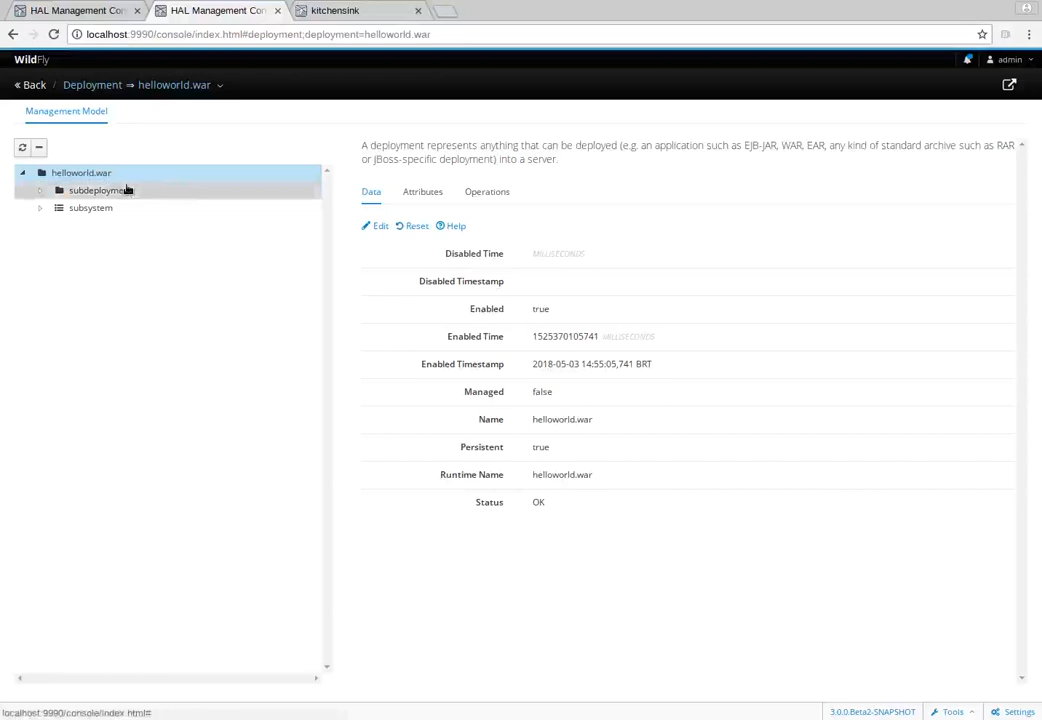 HAL Management Con
HAL Management Con
kitchensink
localhost:9990/console/index.html#deployment;deployment=helloworld.war
WildFly
admin
Back / Deployment ⇒ helloworld.war
Management Model
A deployment represents anything that can be deployed (e.g. an application such as EJB-JAR, WAR, EAR, any kind of standard archive such as RAR
or JBoss-specific deployment) into a server.
helloworld.war
subdeployment
subsystem
Data Attributes Operations
Edit Reset Help
Disabled Time MILLISECONDS
Disabled Timestamp
Enabled true
Enabled Time 1525370105741 MILLISECONDS
Enabled Timestamp 2018-05-03 14:55:05,741 BRT
Managed false
Name helloworld.war
Persistent true
Runtime Name helloworld.war
Status OK
localhost:9990/console/index.html#
3.0.0.Beta2-SNAPSHOT Tools Settings